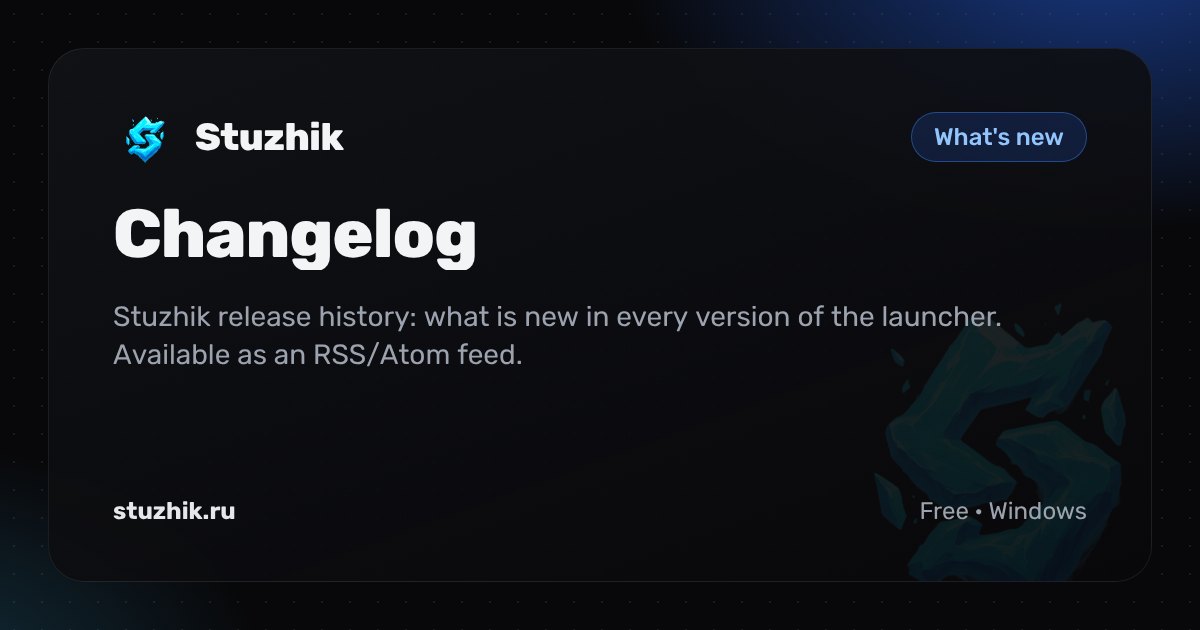 Stuzhik
What's new
Changelog
Stuzhik release history: what is new in every version of the launcher.
Available as an RSS/Atom feed.
stuzhik.ru
Free • Windows